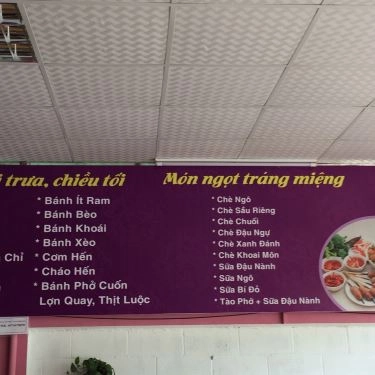 trưa, chiều tối
* Bánh Ít Ram
* Bánh Bèo
* Bánh Khoái
* Bánh Xèo
Chỉ
* Cơm Hến
* Cháo Hến
* Bánh Phở Cuốn
Lợn Quay, Thịt Luộc
Món ngọt tráng miệng
* Chè Ngô
* Chè Sầu Riêng
* Chè Chuối
* Chè Đậu Ngự
* Chè Xanh Đánh
* Chè Khoai Môn
* Sữa Đậu Nành
* Sữa Ngô
* Sữa Bí Đỏ
* Tào Phớ + Sữa Đậu Nành